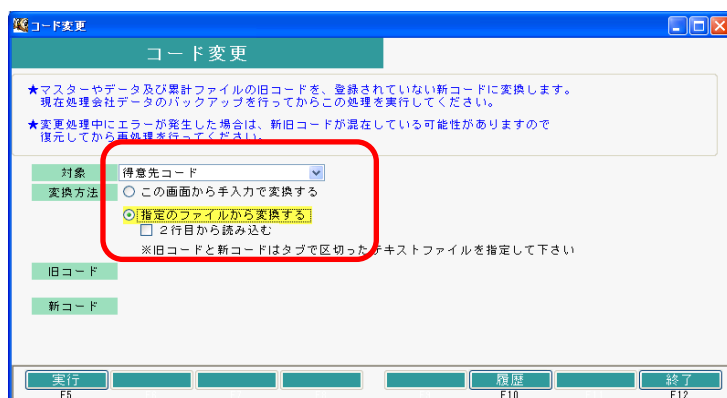 コード変更
コード変更
★マスターやデータ及び累計ファイルの旧コードを、登録されていない新コードに変換します。
現在処理会社データのバックアップを行ってからこの処理を実行してください。
★変更処理中にエラーが発生した場合は、新旧コードが混在している可能性がありますので
復元してから再処理を行ってください。
対象 得意先コード
変換方法 この画面から手入力で変換する
指定のファイルから変換する
2行目から読み込む
※旧コードと新コードはタブで区切ったテキストファイルを指定して下さい
旧コード
新コード
実行 履歴 終了
F5 F10 F12